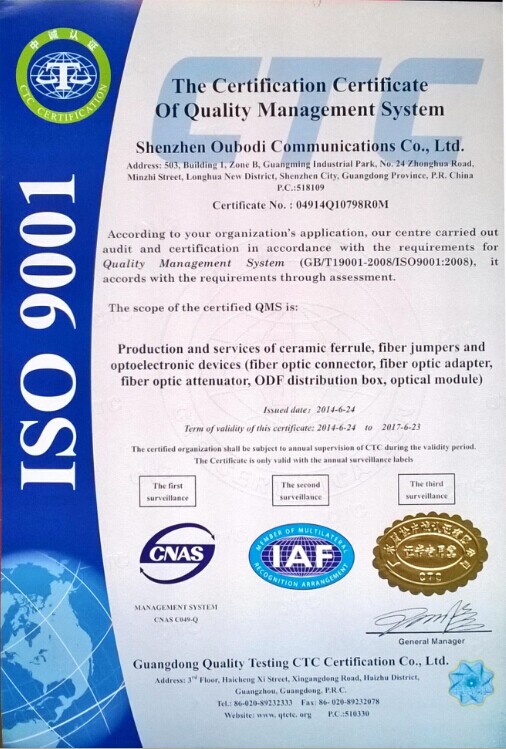 中诚认证
CTC CERTIFICATION
ISO 9001
CTC
The Certification Certificate
Of Quality Management System
Shenzhen Oubodi Communications Co., Ltd.
Address: 503, Building 1, Zone B, Guangming Industrial Park, No. 24 Zhonghua Road,
Minzhi Street, Longhua New District, Shenzhen City, Guangdong Province, P.R. China
P.C.:518109
Certificate No. : 04914Q10798R0M
According to your organization's application, our centre carried out
audit and certification in accordance with the requirements for
Quality Management System (GB/T19001-2008/ISO9001:2008), it
accords with the requirements through assessment.
The scope of the certified QMS is:
Production and services of ceramic ferrule, fiber jumpers and
optoelectronic devices (fiber optic connector, fiber optic adapter,
fiber optic attenuator, ODF distribution box, optical module)
Issued date: 2014-6-24
Term of validity of this certificate: 2014-6-24 to 2017-6-23
The certified organization shall be subject to annual supervision of CTC during the validity period.
The Certificate is only valid with the annual surveillance labels
The first
surveillance
The second
surveillance
The third
surveillance
CNAS
MEMBER OF MULTILATERAL
IAF
RECOGNITION ARRANGEMENT
CTC
MANAGEMENT SYSTEM
CNAS C049-Q
General Manager
Guangdong Quality Testing CTC Certification Co., Ltd.
Address: 3rd Floor, Haicheng Xi Street, Xingangdong Road, Haizhu District,
Guangzhou, Guangdong, P.R.C.
Tel.: 86-020-89232333 Fax: 86- 020-89232078
Website: www. qtctc. org P.C.:510330